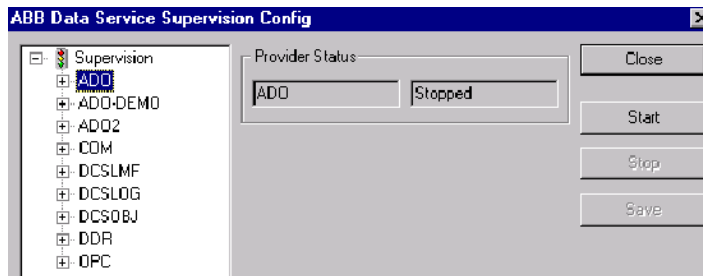 ABB Data Service Supervision Config
Supervision
ADO
ADO-DEMO
ADO2
COM
DCSLMF
DCSLOG
DCSOBJ
DDR
OPC
Provider Status
ADO
Stopped
Close
Start
Stop
Save